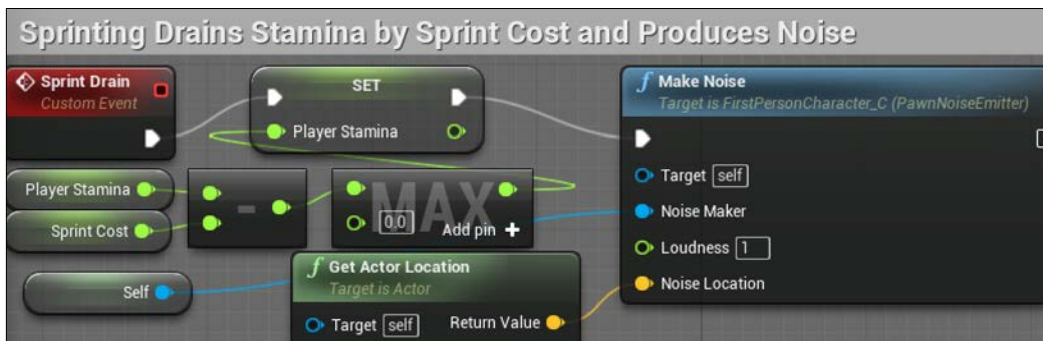 Sprinting Drains Stamina by Sprint Cost and Produces Noise
Sprint Drain
Custom Event
SET
Player Stamina
Player Stamina
Sprint Cost
-
MAX
0.0
Add pin +
Self
f Get Actor Location
Target is Actor
Target self
Return Value
f Make Noise
Target is FirstPersonCharacter_C (PawnNoiseEmitter)
Target self
Noise Maker
Loudness 1
Noise Location